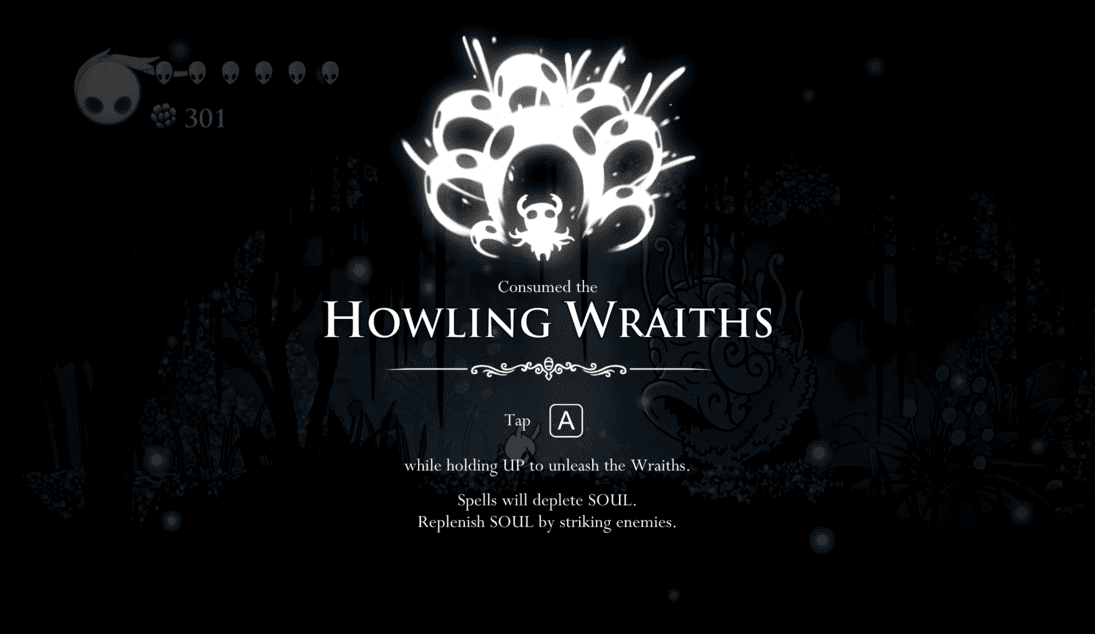 301
Consumed the
HOWLING WRAITHS
Tap A
while holding UP to unleash the Wraiths.
Spells will deplete SOUL.
Replenish SOUL by striking enemies.